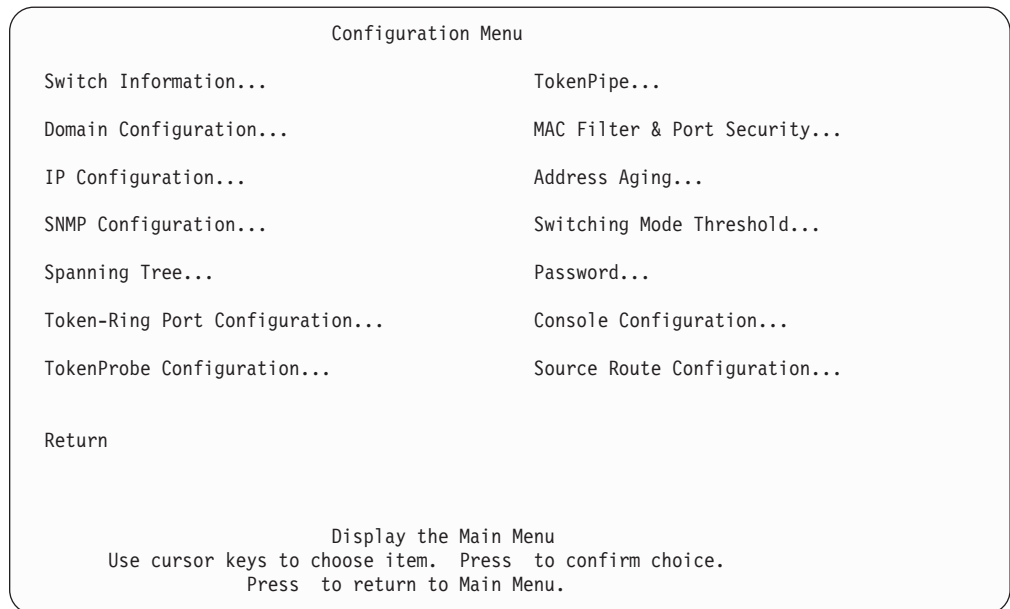 Configuration Menu
Switch Information... TokenPipe...
Domain Configuration... MAC Filter & Port Security...
IP Configuration... Address Aging...
SNMP Configuration... Switching Mode Threshold...
Spanning Tree... Password...
Token-Ring Port Configuration... Console Configuration...
TokenProbe Configuration... Source Route Configuration...
Return
Display the Main Menu
Use cursor keys to choose item. Press to confirm choice.
Press to return to Main Menu.